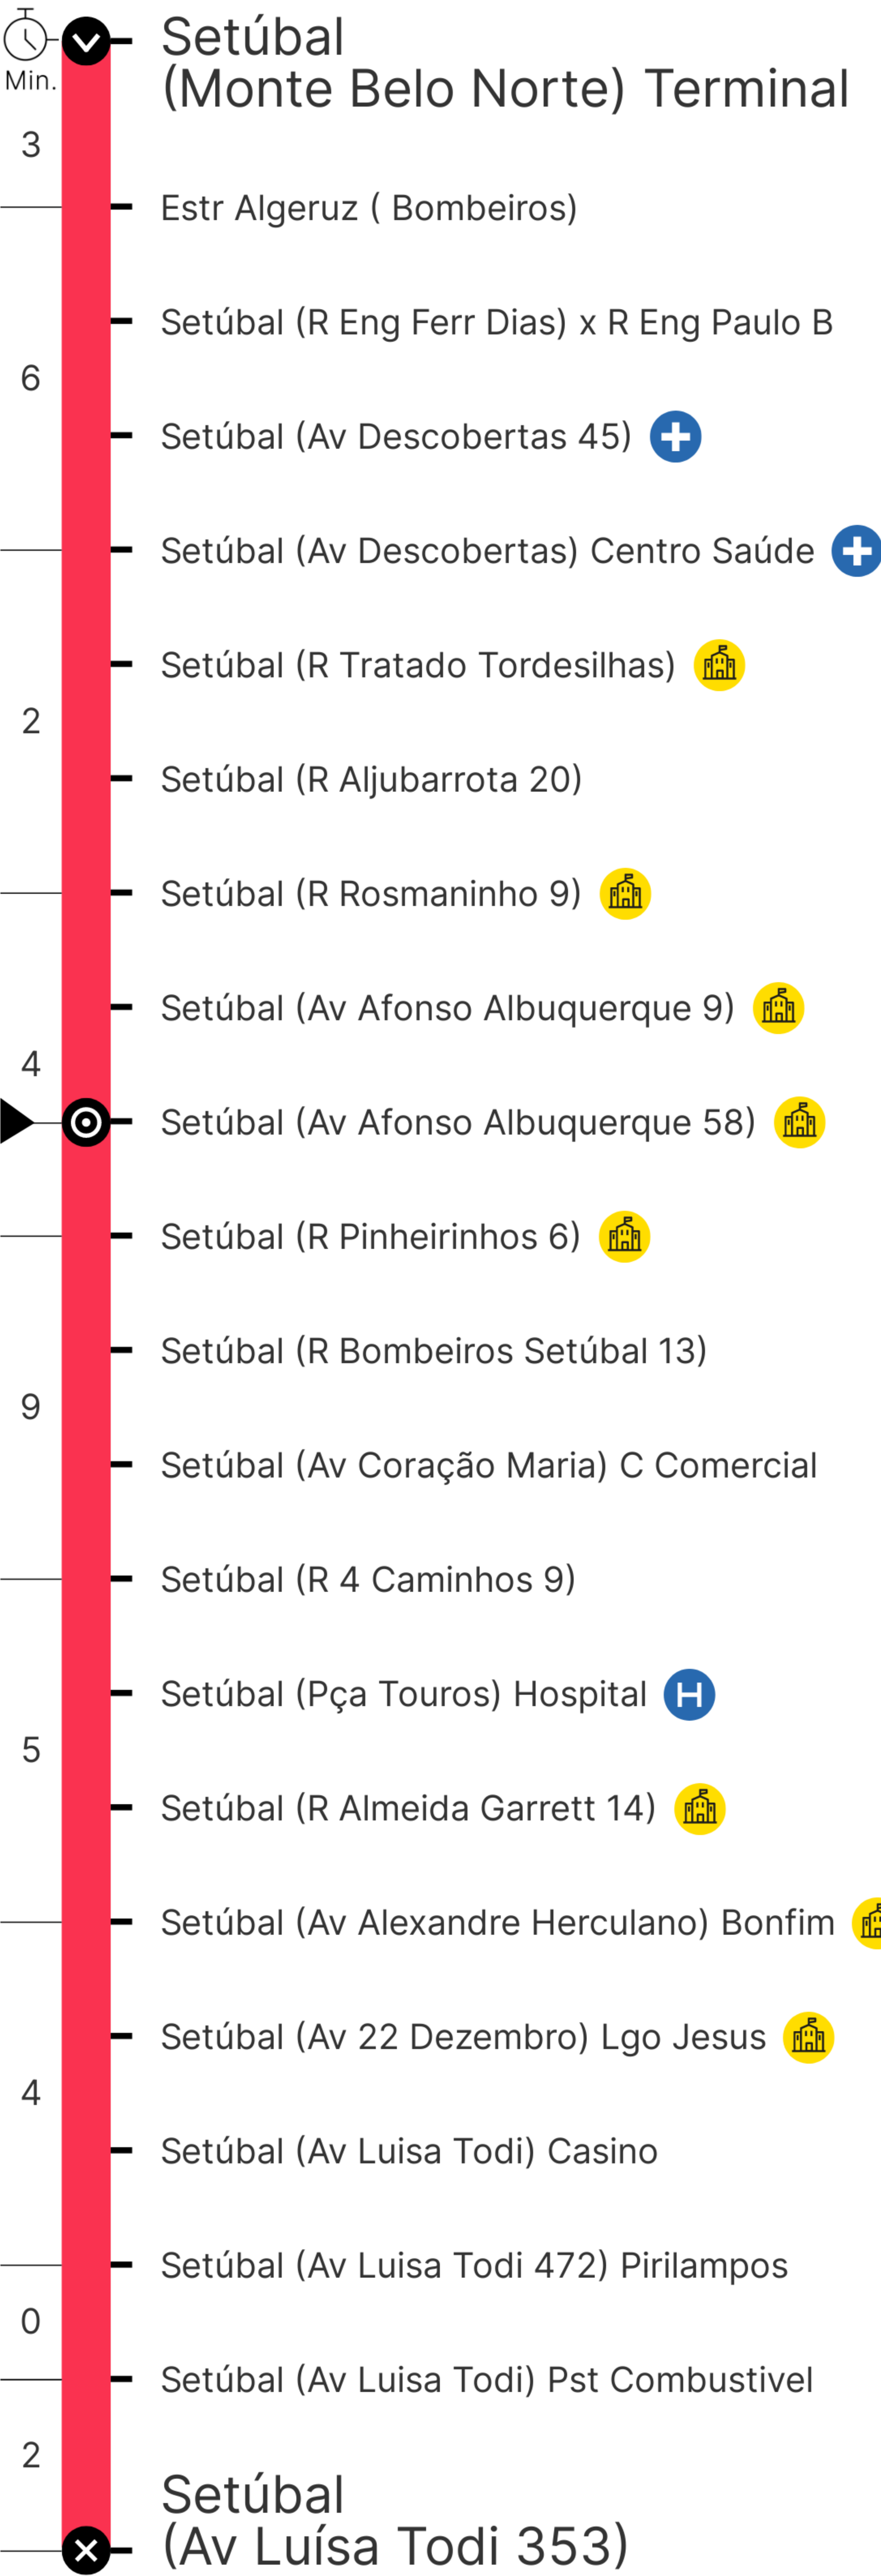 Setúbal
(Monte Belo Norte) Terminal
Min.
3
Estr Algeruz ( Bombeiros)
Setúbal (R Eng Ferr Dias) x R Eng Paulo B
6
Setúbal (Av Descobertas 45)
Setúbal (Av Descobertas) Centro Saúde
Setúbal (R Tratado Tordesilhas)
2
Setúbal (R Aljubarrota 20)
Setúbal (R Rosmaninho 9)
Setúbal (Av Afonso Albuquerque 9)
4
Setúbal (Av Afonso Albuquerque 58)
Setúbal (R Pinheirinhos 6)
Setúbal (R Bombeiros Setúbal 13)
9
Setúbal (Av Coração Maria) C Comercial
Setúbal (R 4 Caminhos 9)
Setúbal (Pça Touros) Hospital H
5
Setúbal (R Almeida Garrett 14)
Setúbal (Av Alexandre Herculano) Bonfim
Setúbal (Av 22 Dezembro) Lgo Jesus
4
Setúbal (Av Luisa Todi) Casino
Setúbal (Av Luisa Todi 472) Pirilampos
0
Setúbal (Av Luisa Todi) Pst Combustivel
2
Setúbal
(Av Luísa Todi 353)